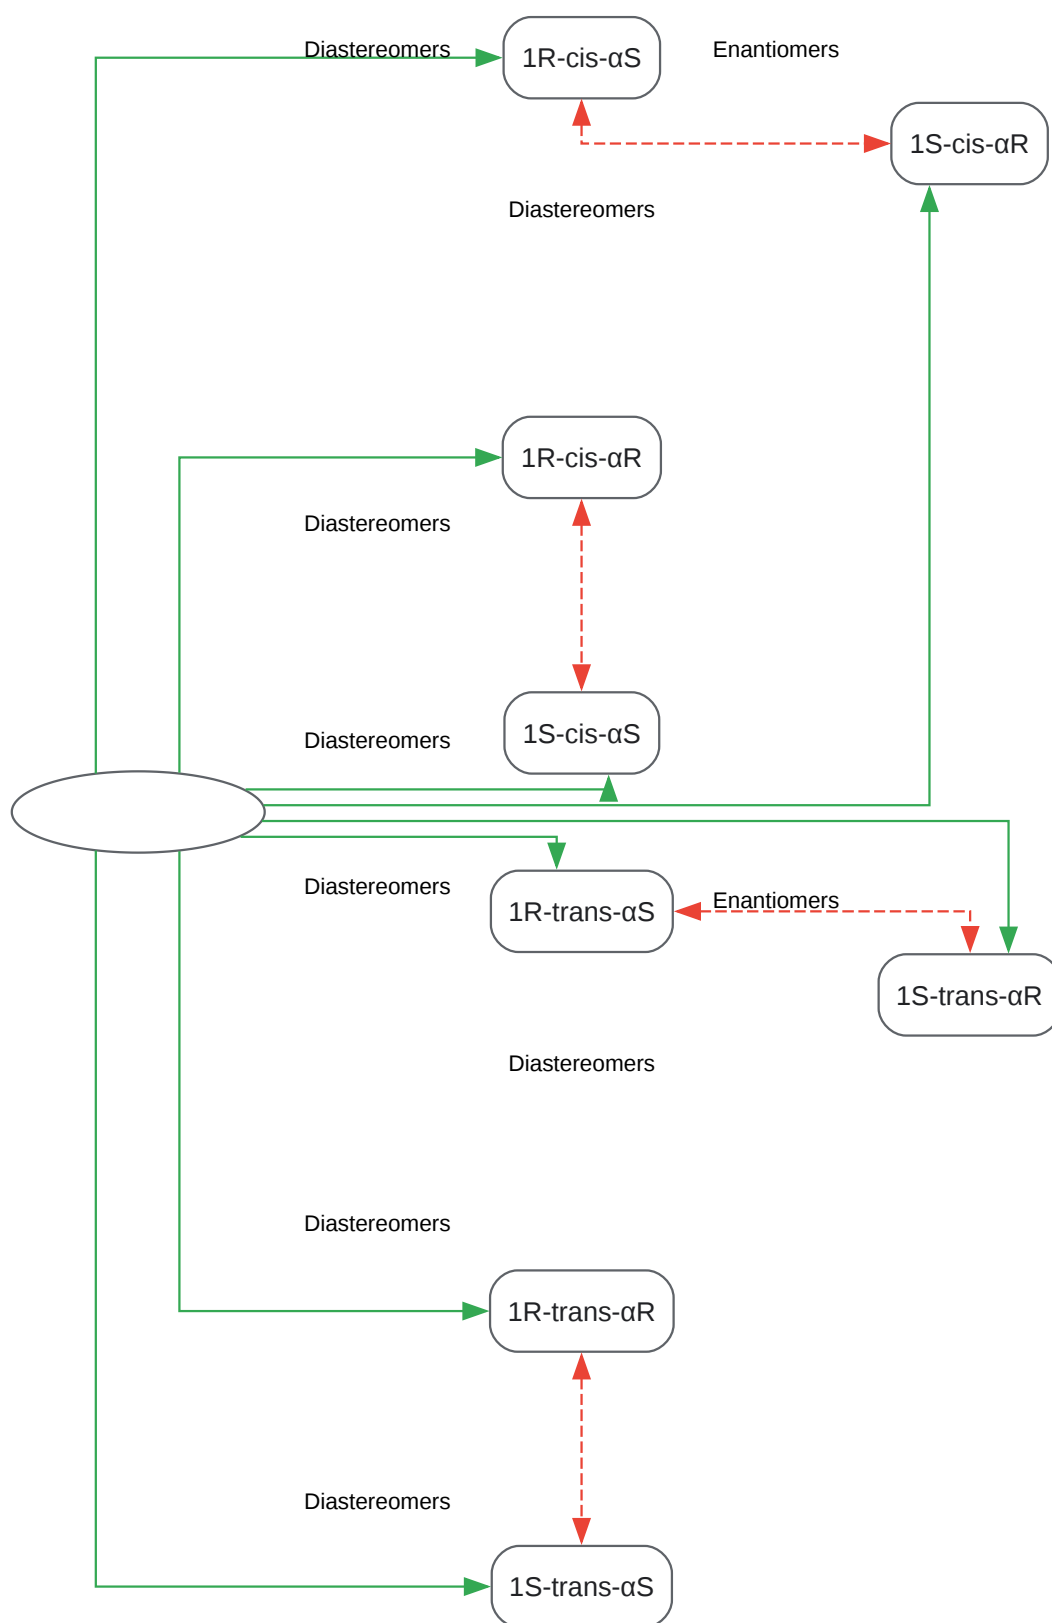 Diastereomers
1R-cis-αS
Enantiomers
1S-cis-αR
Diastereomers
1R-cis-αR
Diastereomers
1S-cis-αS
Diastereomers
Diastereomers
1R-trans-αS
Enantiomers
1S-trans-αR
Diastereomers
Diastereomers
1R-trans-αR
Diastereomers
1S-trans-αS